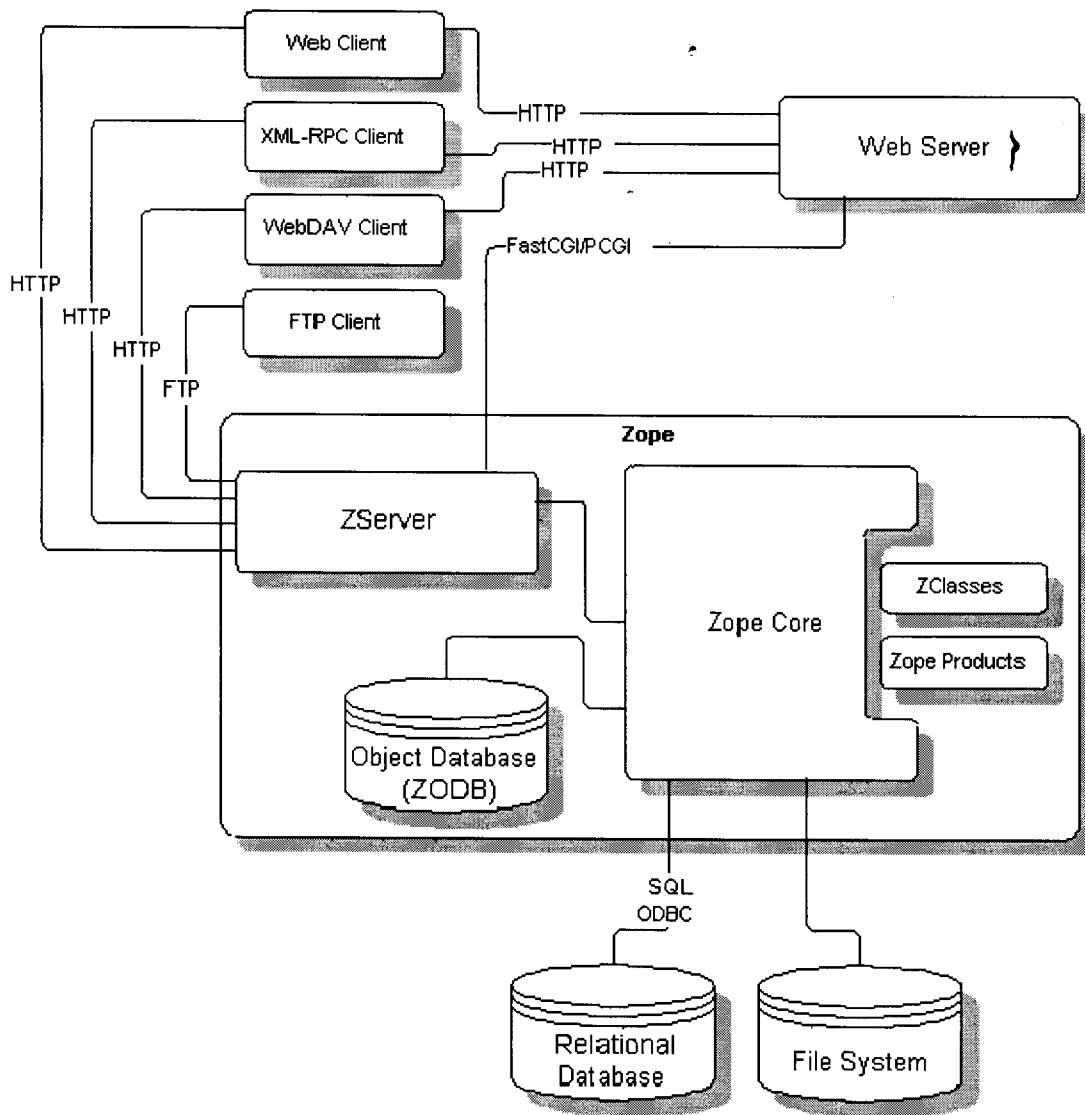 Web Client
HTTP
XML-RPC Client
HTTP
Web Server
HTTP
WebDAV Client
FastCGI/PCGI
HTTP
HTTP
FTP Client
HTTP
FTP
Zope
ZServer
ZClasses
Zope Core
Zope Products
Object Database
(ZODB)
SQL
ODBC
Relational
Database
File System